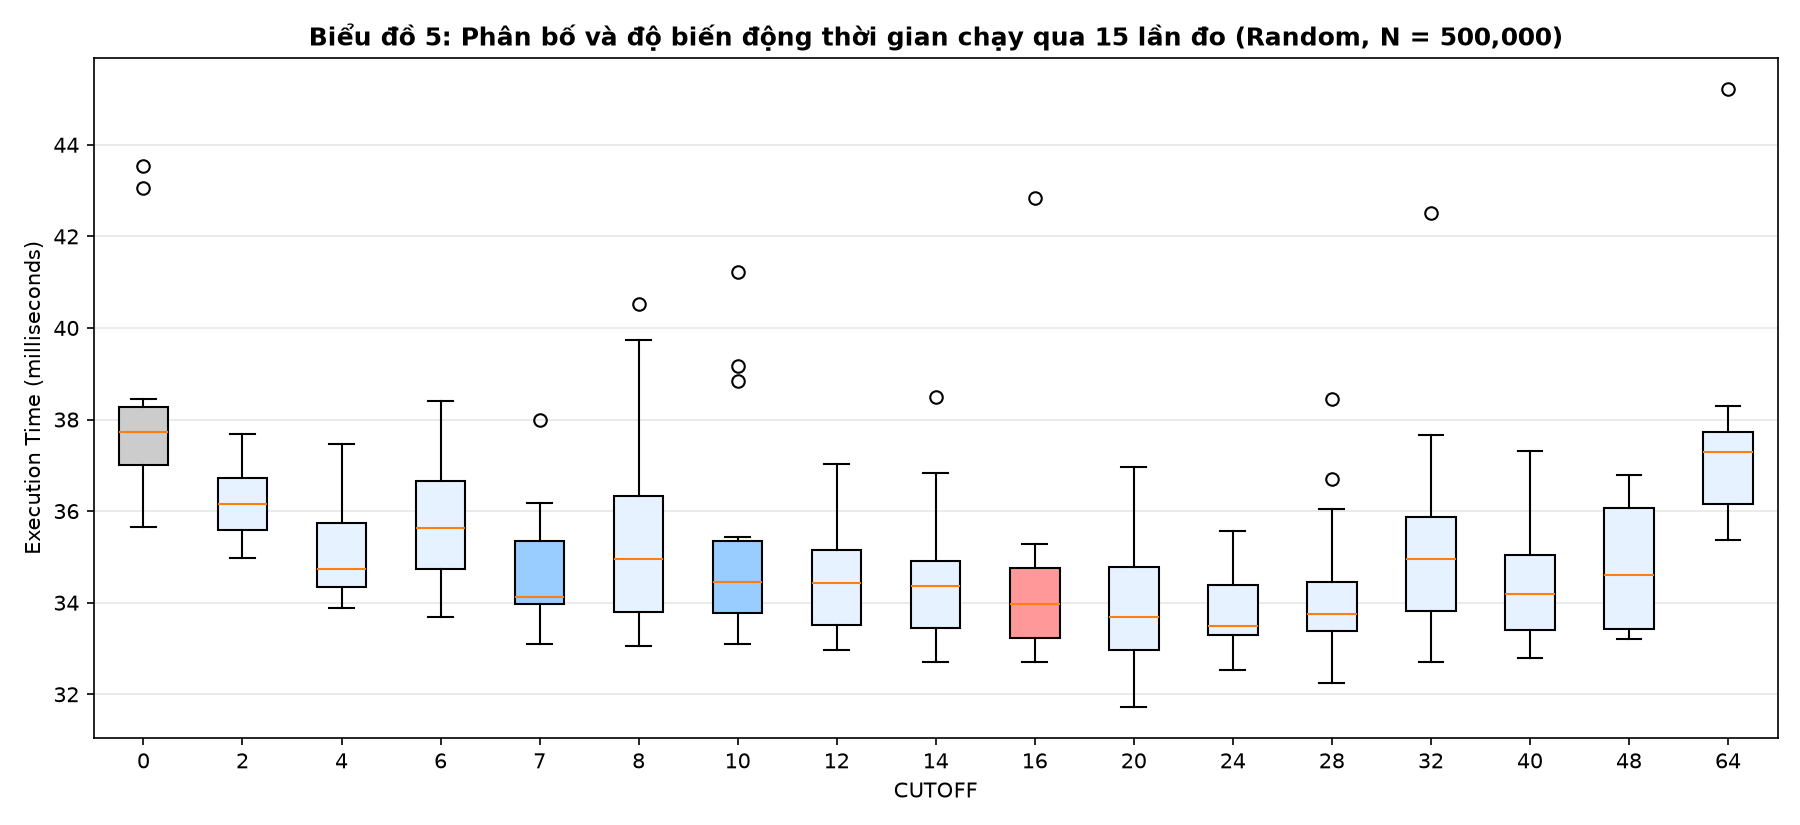 Biểu đồ 5: Phân bố và độ biến động thời gian chạy qua 15 lần đo (Random, N = 500,000)
Execution Time (milliseconds)
44
42
40
38
36
34
32
0 2 4 6 7 8 10 12 14 16 20 24 28 32 40 48 64
CUTOFF